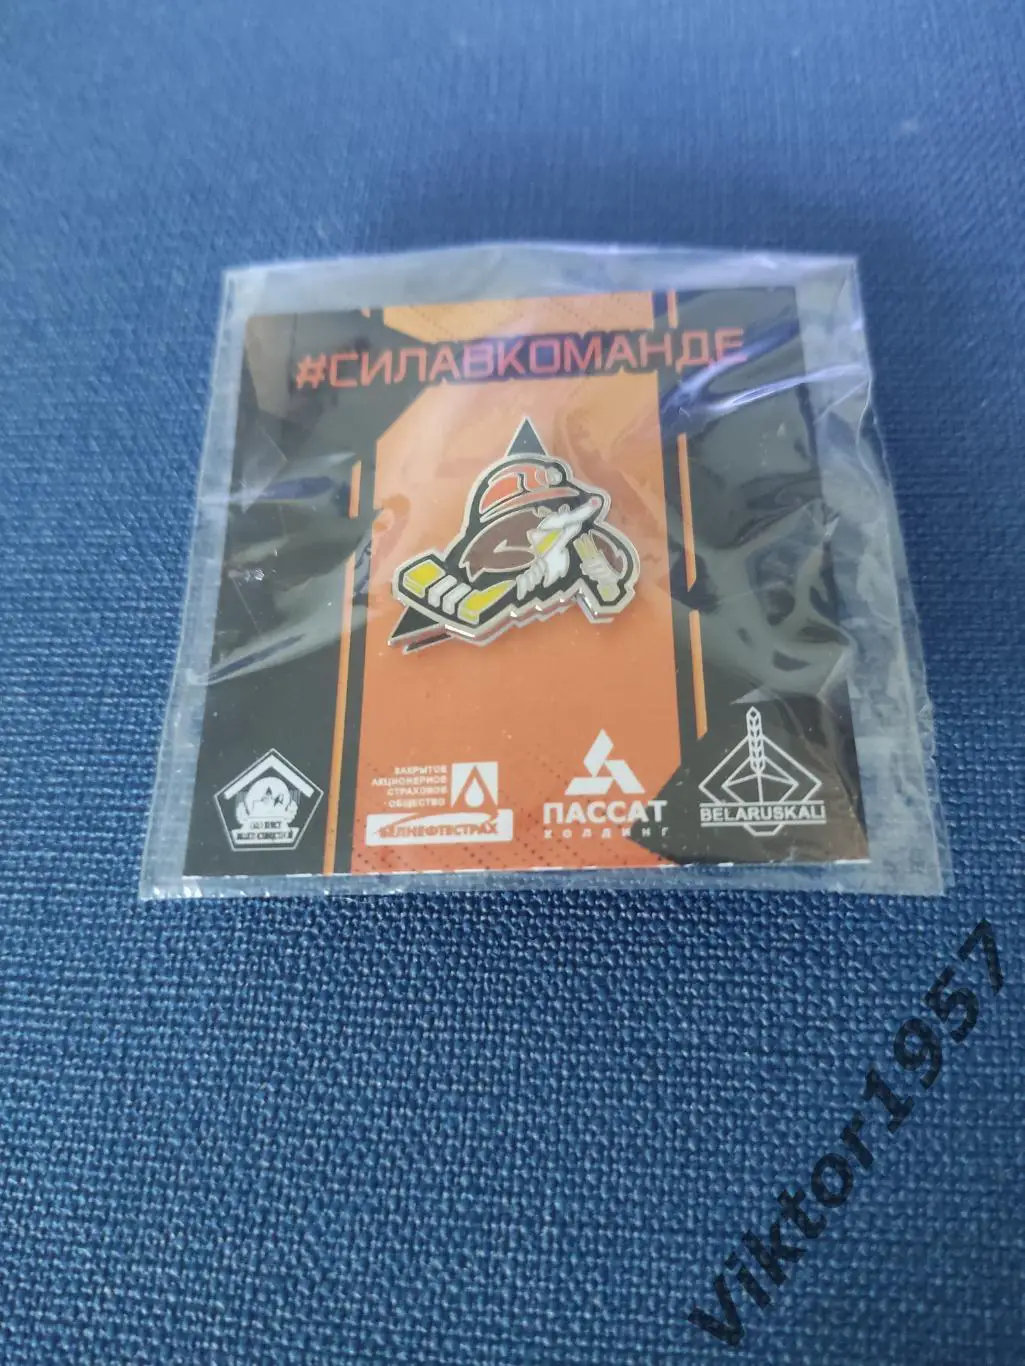 #СИЛАВКОМАНДЕ
ЗАКРЫТОЕ
АКЦИОНЕРНОЕ
СТРАХОВОЕ
ОБЩЕСТВО
БЕЛНЕФТЕСТРАХ
ПАССАТ
ХОЛДИНГ
BELARUSKALI
Viktor1957